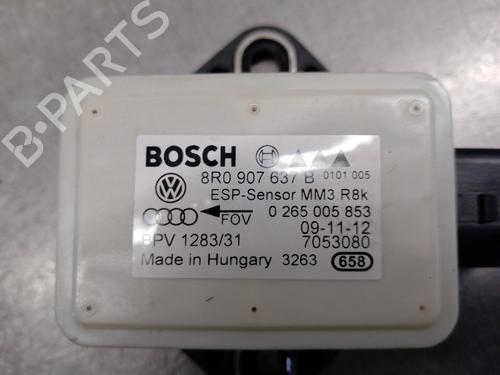 BOSCH
8R0 907 637 B 0101 005
ESP-Sensor MM3.R8k
FOV 0 265 005 853
09-11-12
BPV 1283/31 7053080
Made in Hungary 3263 658
B-PARTS